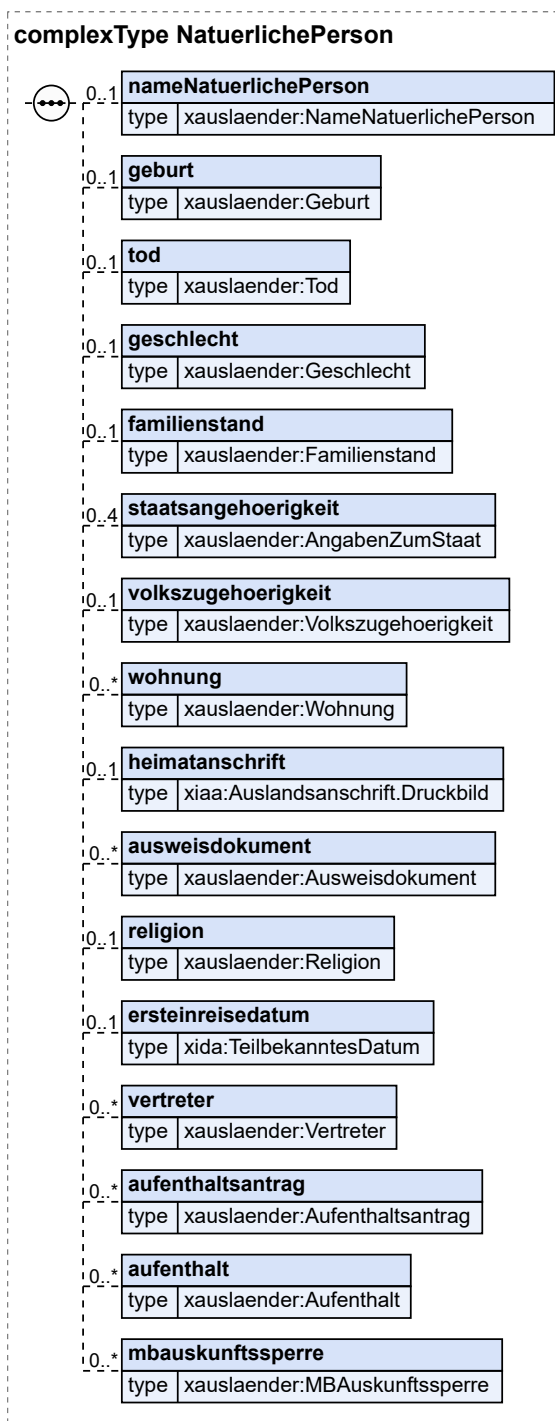 complexType NatuerlichePerson
0..1 nameNatuerlichePerson
type xauslaender:NameNatuerlichePerson
0..1 geburt
type xauslaender:Geburt
0..1 tod
type xauslaender:Tod
0..1 geschlecht
type xauslaender:Geschlecht
0..1 familienstand
type xauslaender:Familienstand
0..4 staatsangehoerigkeit
type xauslaender:AngabenZumStaat
0..1 volkszugehoerigkeit
type xauslaender:Volkszugehoerigkeit
0..* wohnung
type xauslaender:Wohnung
0..1 heimatanschrift
type xiaa:Auslandsanschrift.Druckbild
0..* ausweisdokument
type xauslaender:Ausweisdokument
0..1 religion
type xauslaender:Religion
0..1 ersteinreisedatum
type xida:TeilbekanntesDatum
0..* vertreter
type xauslaender:Vertreter
0..* aufenthaltsantrag
type xauslaender:Aufenthaltsantrag
0..* aufenthalt
type xauslaender:Aufenthalt
0..* mbauskunftssperre
type xauslaender:MBAuskunftssperre